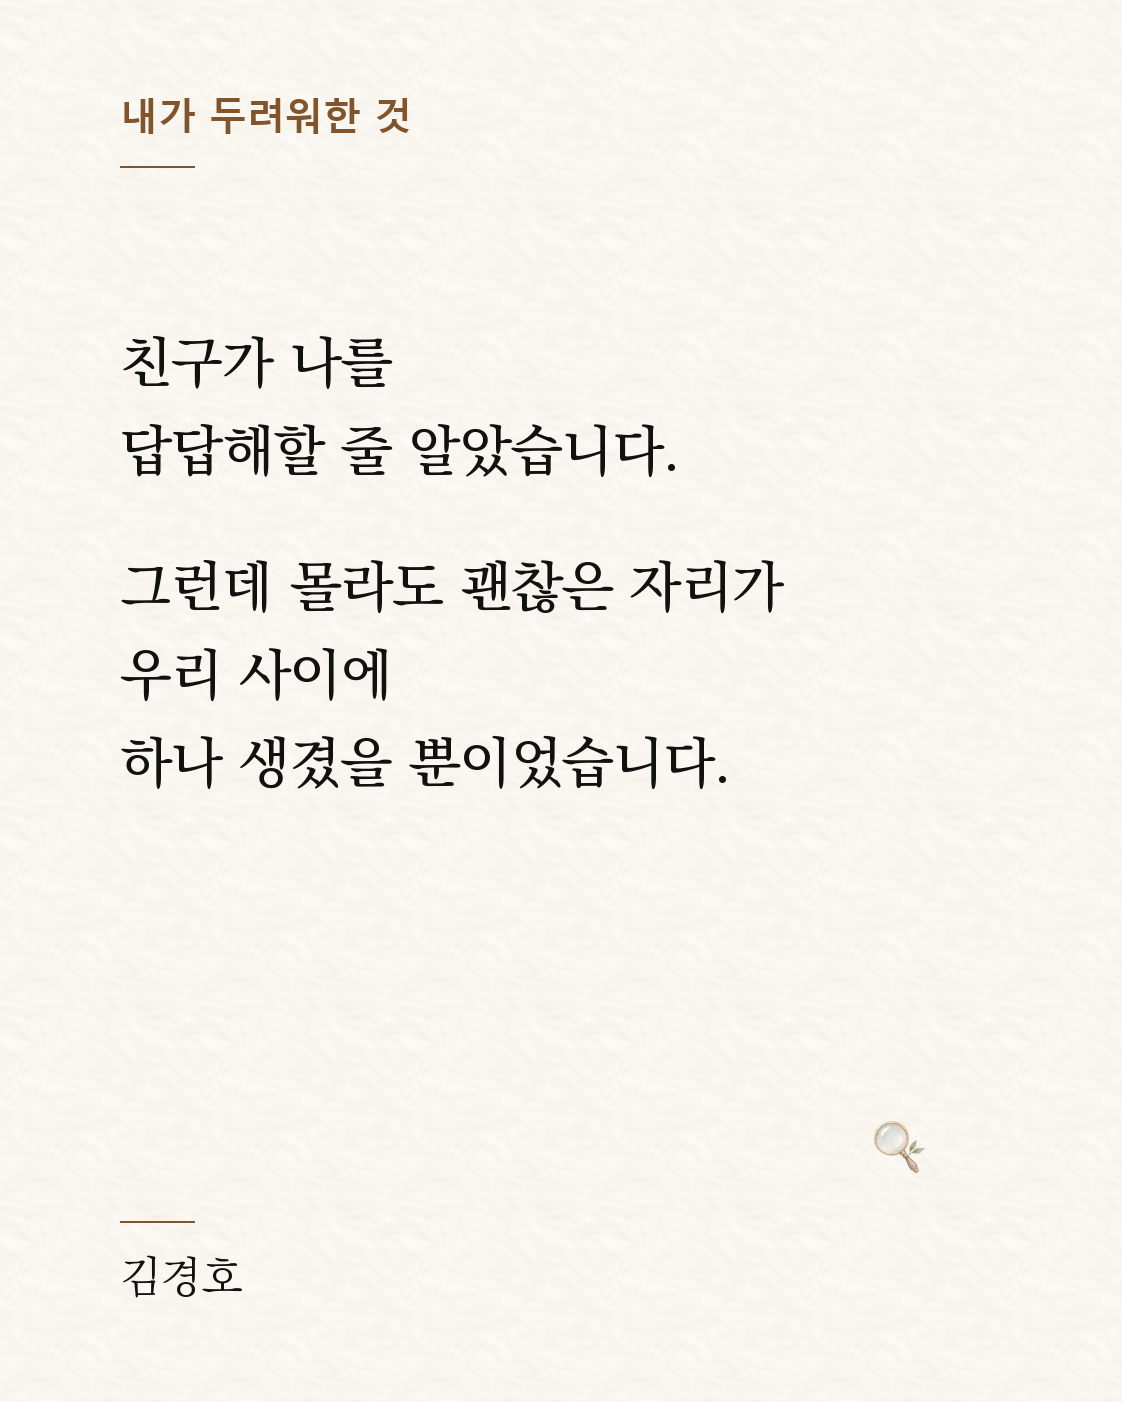 내가 두려워한 것
친구가 나를
답답해할 줄 알았습니다.
그런데 몰라도 괜찮은 자리가
우리 사이에
하나 생겼을 뿐이었습니다.
김경호